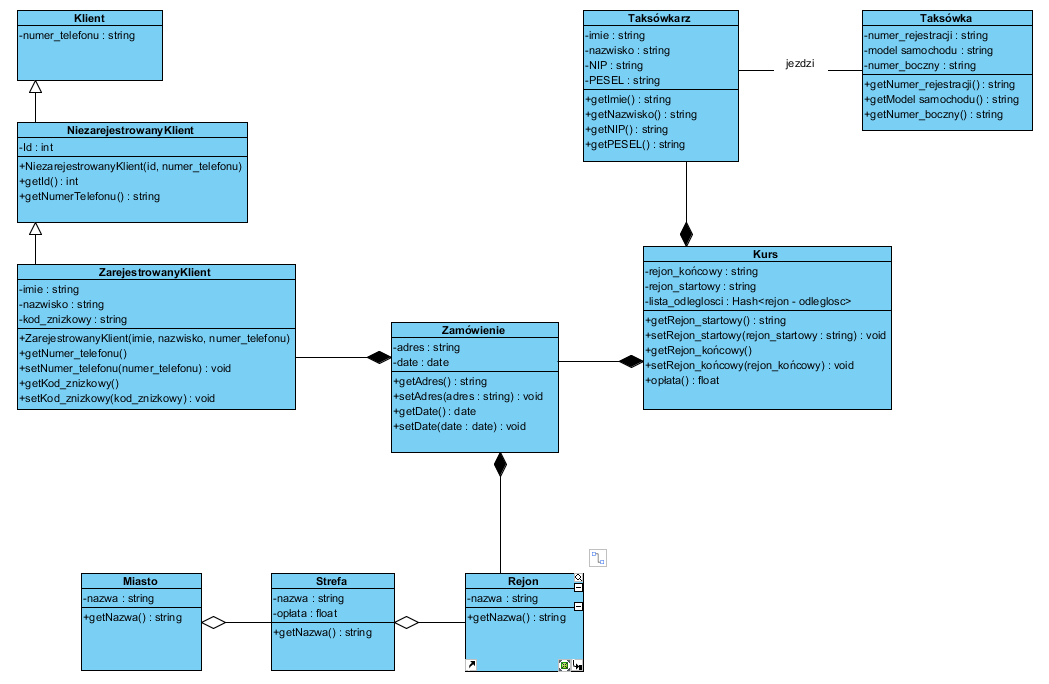 Klient
-numer_telefonu : string
NiezarejestrowanyKlient
-Id : int
+NiezarejestrowanyKlient(id, numer_telefonu)
+getId() : int
+getNumerTelefonu() : string
ZarejestrowanyKlient
-imie : string
-nazwisko : string
-kod_znizkowy : string
+ZarejestrowanyKlient(imie, nazwisko, numer_telefonu)
+getNumer_telefonu()
+setNumer_telefonu(numer_telefonu) : void
+getKod_znizkowy()
+setKod_znizkowy(kod_znizkowy) : void
Zamówienie
-adres : string
-date : date
+getAdres() : string
+setAdres(adres : string) : void
+getDate() : date
+setDate(date : date) : void
Taksówkarz
-imie : string
-nazwisko : string
-NIP : string
-PESEL : string
+getImie() : string
+getNazwisko() : string
+getNIP() : string
+getPESEL() : string
jezdzi
Taksówka
-numer_rejestracji : string
-model samochodu : string
-numer_boczny : string
+getNumer_rejestracji() : string
+getModel samochodu() : string
+getNumer_boczny() : string
Kurs
-rejon_końcowy : string
-rejon_startowy : string
-lista_odleglosci : Hash<rejon - odleglosc>
+getRejon_startowy() : string
+setRejon_startowy(rejon_startowy : string) : void
+getRejon_końcowy()
+setRejon_końcowy(rejon_końcowy) : void
+opłata() : float
Miasto
-nazwa : string
+getNazwa() : string
Strefa
-nazwa : string
-opłata : float
+getNazwa() : string
Rejon
-nazwa : string
+getNazwa() : string